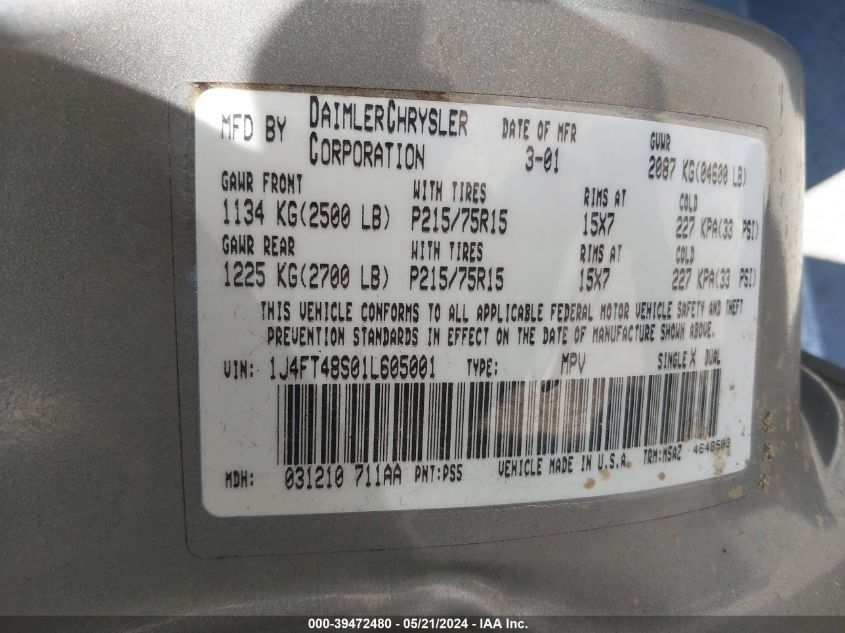 MFD BY DAIMLERCHRYSLER CORPORATION DATE OF MFR 3-01 GVWR 2087 KG(04600 LB)
GAWR FRONT WITH TIRES RIMS AT COLD
1134 KG(2500 LB) P215/75R15 15X7 227 KPA(33 PSI)
GAWR REAR WITH TIRES RIMS AT COLD
1225 KG(2700 LB) P215/75R15 15X7 227 KPA(33 PSI)
THIS VEHICLE CONFORMS TO ALL APPLICABLE FEDERAL MOTOR VEHICLE SAFETY AND THEFT
PREVENTION STANDARDS IN EFFECT ON THE DATE OF MANUFACTURE SHOWN ABOVE.
VIN: 1J4FT48S01L605001 TYPE: MPV SINGLE X DUAL
MDH: 031210 711AA PNT:PS5 VEHICLE MADE IN U.S.A. TRM:MSAZ 4648503
000-39472480 - 05/21/2024 - IAAI, Inc.